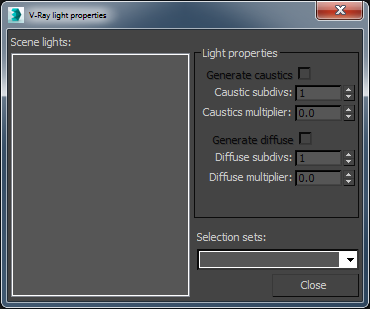 V-Ray light properties
Scene lights:
Light properties
Generate caustics
Caustic subdivs: 1
Caustics multiplier: 0.0
Generate diffuse
Diffuse subdivs: 1
Diffuse multiplier: 0.0
Selection sets:
Close